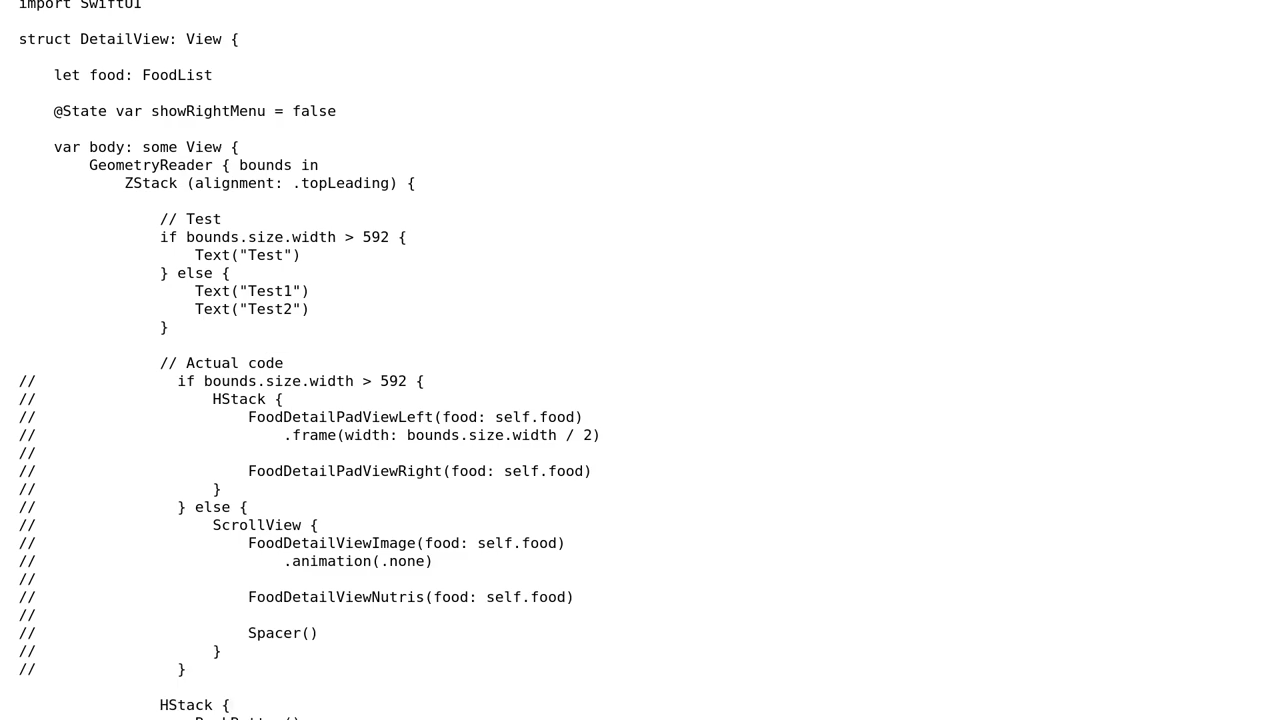 import SwiftUI
struct DetailView: View {
let food: FoodList
@State var showRightMenu = false
var body: some View {
GeometryReader { bounds in
ZStack (alignment: .topLeading) {
// Test
if bounds.size.width > 592 {
Text("Test")
} else {
Text("Test1")
Text("Test2")
}
// Actual code
// if bounds.size.width > 592 {
// HStack {
// FoodDetailPadViewLeft(food: self.food)
// .frame(width: bounds.size.width / 2)
//
// FoodDetailPadViewRight(food: self.food)
// }
// } else {
// ScrollView {
// FoodDetailViewImage(food: self.food)
// .animation(.none)
//
// FoodDetailViewNutris(food: self.food)
//
// Spacer()
// }
// }
HStack {